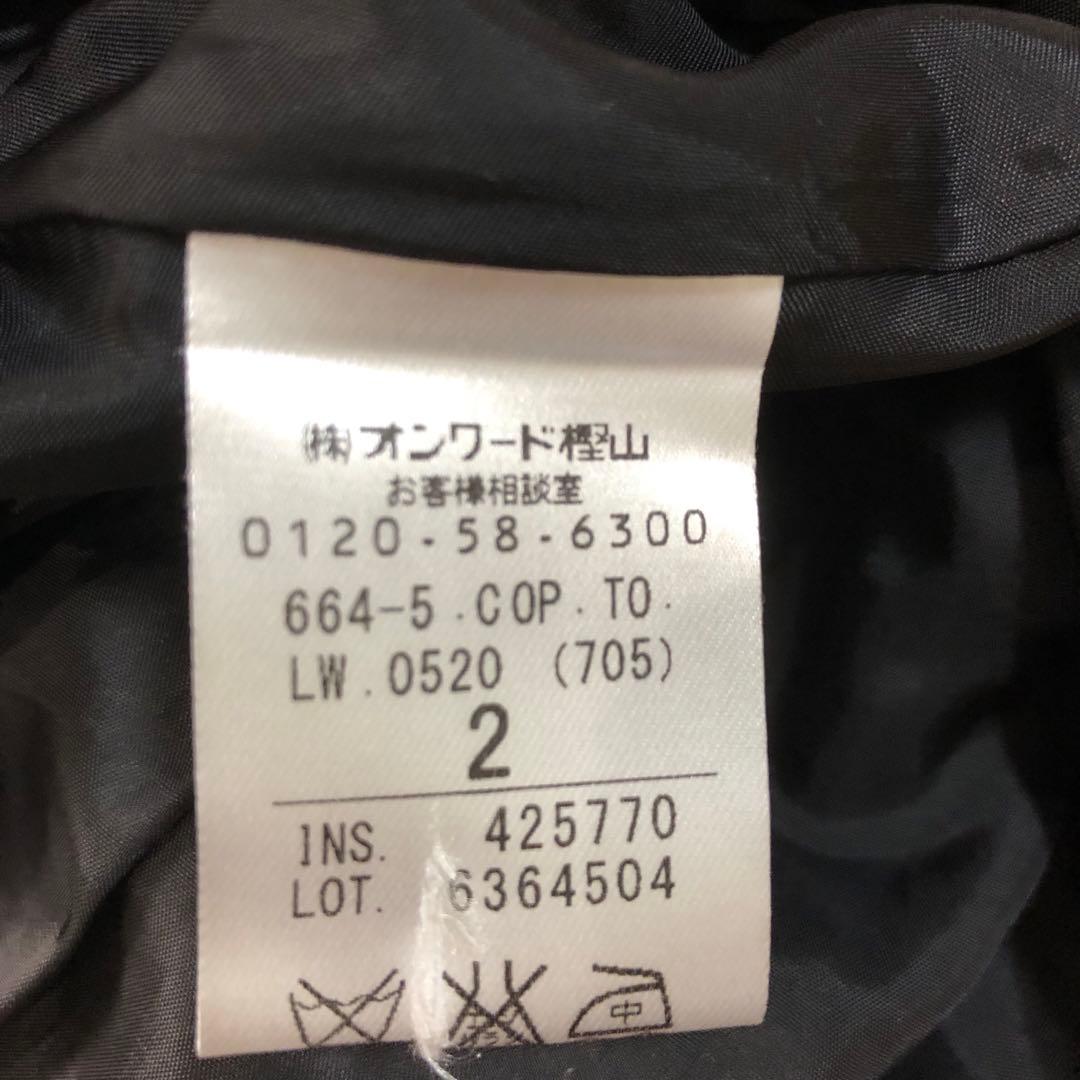 ㈱オンワード樫山
お客様相談室
0120-58-6300
664-5.COP.TO.
LW.0520 (705)
2
INS. 425770
LOT. 6364504
中